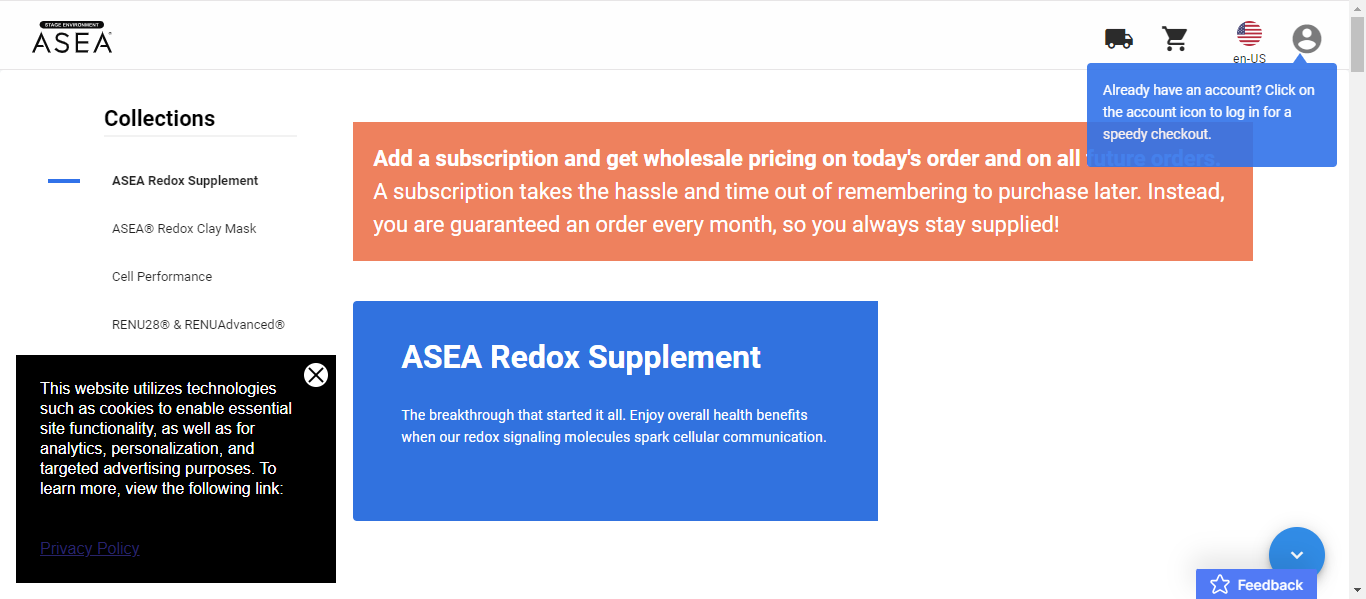 STAGE ENVIRONMENT
ASEA
en-US
Already have an account? Click on
the account icon to log in for a
speedy checkout.
Collections
ASEA Redox Supplement
ASEA® Redox Clay Mask
Cell Performance
RENU28® & RENUAdvanced®
Add a subscription and get wholesale pricing on today's order and on all future orders.
A subscription takes the hassle and time out of remembering to purchase later. Instead,
you are guaranteed an order every month, so you always stay supplied!
ASEA Redox Supplement
The breakthrough that started it all. Enjoy overall health benefits
when our redox signaling molecules spark cellular communication.
This website utilizes technologies
such as cookies to enable essential
site functionality, as well as for
analytics, personalization, and
targeted advertising purposes. To
learn more, view the following link:
Privacy Policy
Feedback